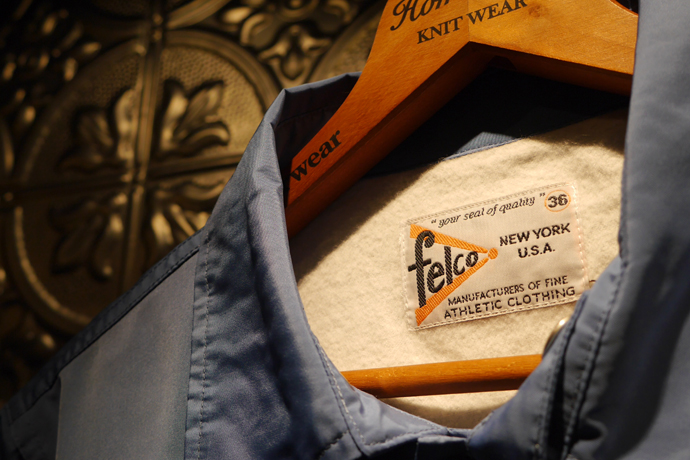 KNIT WEAR
wear
" your seal of quality " 36
felco
NEW YORK
U.S.A.
MANUFACTURERS OF FINE
ATHLETIC CLOTHING